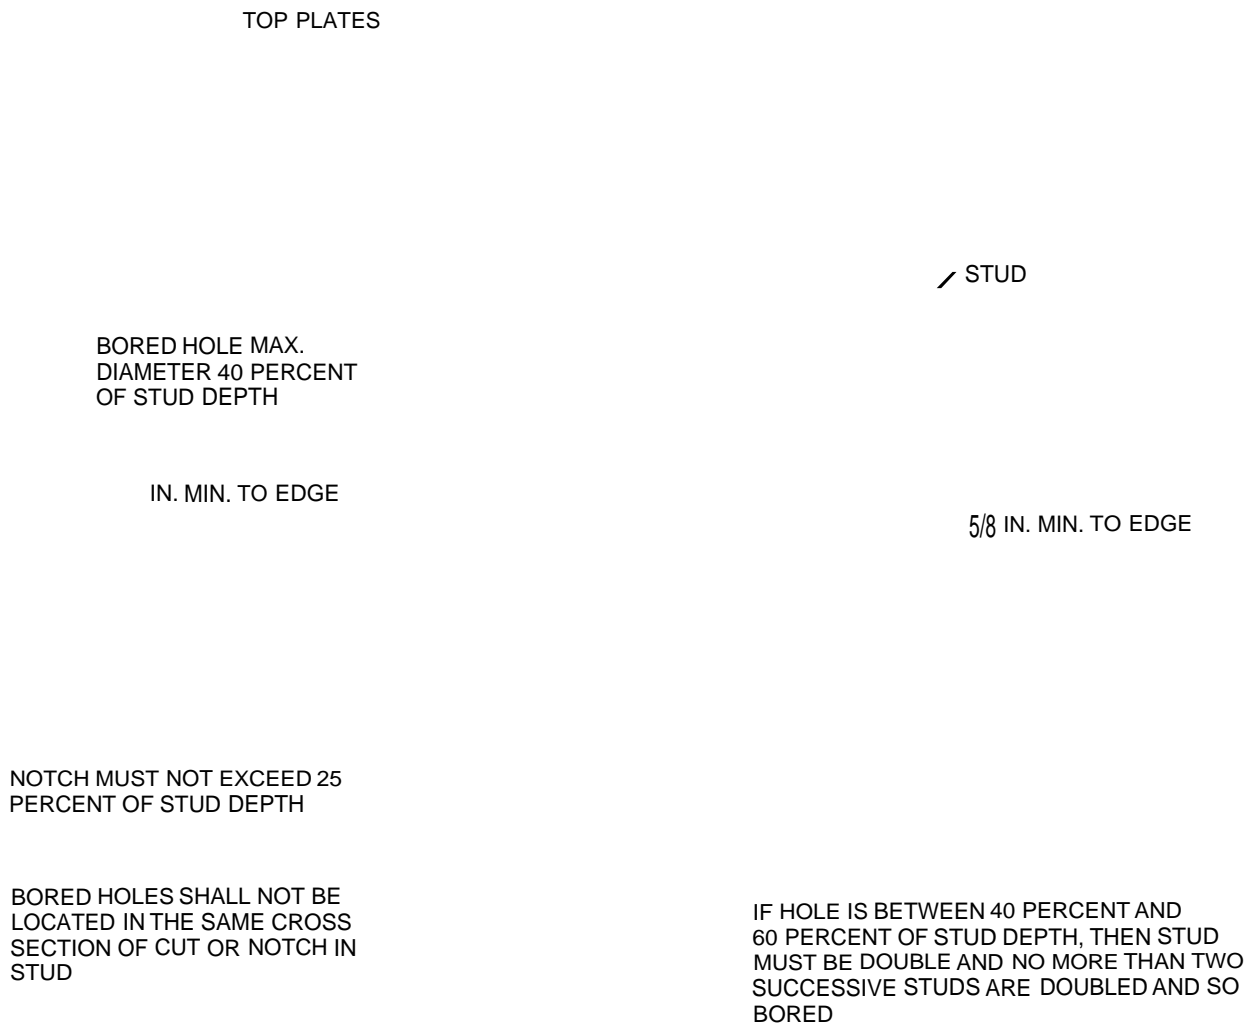 TOP PLATES
STUD
BORED HOLE MAX.
DIAMETER 40 PERCENT
OF STUD DEPTH
IN. MIN. TO EDGE
5/8 IN. MIN. TO EDGE
NOTCH MUST NOT EXCEED 25
PERCENT OF STUD DEPTH
BORED HOLES SHALL NOT BE
LOCATED IN THE SAME CROSS
SECTION OF CUT OR NOTCH IN
STUD
IF HOLE IS BETWEEN 40 PERCENT AND
60 PERCENT OF STUD DEPTH, THEN STUD
MUST BE DOUBLE AND NO MORE THAN TWO
SUCCESSIVE STUDS ARE DOUBLED AND SO
BORED